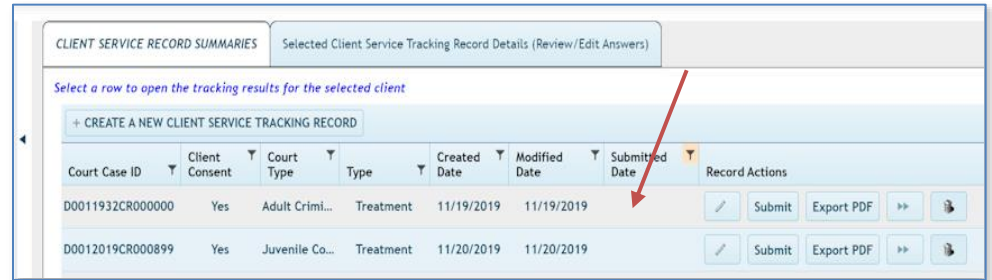 CLIENT SERVICE RECORD SUMMARIES
Selected Client Service Tracking Record Details (Review/Edit Answers)
Select a row to open the tracking results for the selected client
+ CREATE A NEW CLIENT SERVICE TRACKING RECORD
Court Case ID Client Consent Court Type Type Created Date Modified Date Submitted Date Record Actions
D0011932CR000000 Yes Adult Crimi... Treatment 11/19/2019 11/19/2019 Submit Export PDF
D0012019CR000899 Yes Juvenile Co... Treatment 11/20/2019 11/20/2019 Submit Export PDF